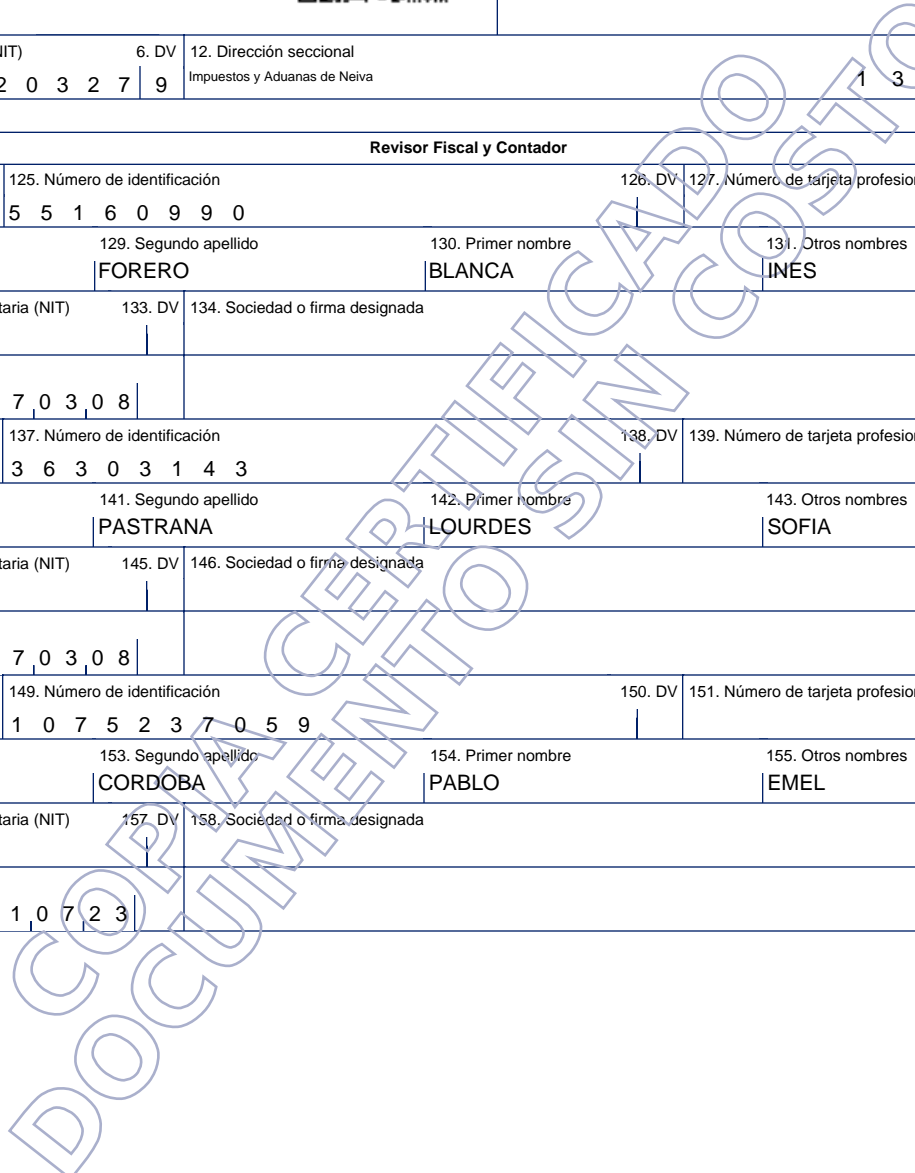 NIT) 6. DV 12. Dirección seccional
2 0 3 2 7 9 Impuestos y Aduanas de Neiva 1 3
Revisor Fiscal y Contador
125. Número de identificación 126. DV 127. Número de tarjeta profesion
5 5 1 6 0 9 9 0
129. Segundo apellido 130. Primer nombre 131. Otros nombres
FORERO BLANCA INES
taria (NIT) 133. DV 134. Sociedad o firma designada
7 0 3 0 8
137. Número de identificación 138. DV 139. Número de tarjeta profesion
3 6 3 0 3 1 4 3
141. Segundo apellido 142. Primer nombre 143. Otros nombres
PASTRANA LOURDES SOFIA
taria (NIT) 145. DV 146. Sociedad o firma designada
7 0 3 0 8
149. Número de identificación 150. DV 151. Número de tarjeta profesion
1 0 7 5 2 3 7 0 5 9
153. Segundo apellido 154. Primer nombre 155. Otros nombres
CORDOBA PABLO EMEL
taria (NIT) 157. DV 158. Sociedad o firma designada
1 0 7 2 3
COPIA CERTIFICADO
DOCUMENTO SIN COSTO